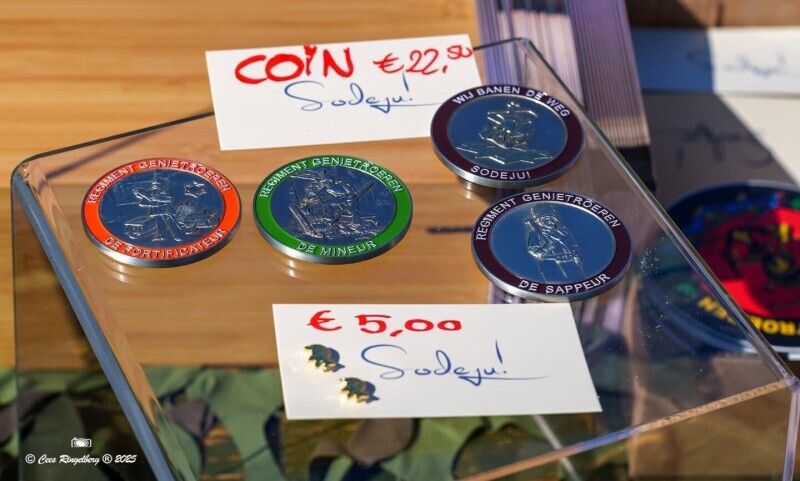 COiN €22,50
Sodeju!
WIJ BANEN DE WEG
SODEJU!
REGIMENT GENIETROEPEN
DE FORTIFICATEUR
REGIMENT GENIETROEPEN
DE MINEUR
REGIMENT GENIETROEPEN
DE SAPPEUR
€ 5,00
Sodeju!
© Cees Ringelberg ® 2025